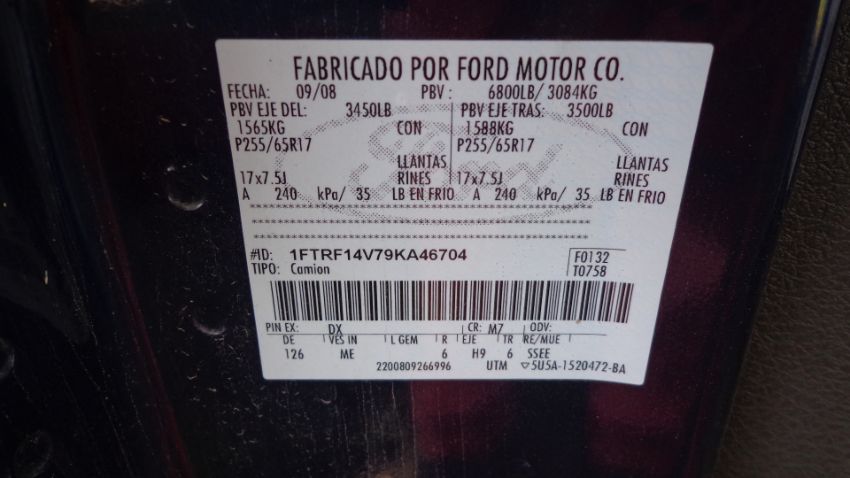 FABRICADO POR FORD MOTOR CO.
FECHA: 09/08 PBV : 6800LB/ 3084KG
PBV EJE DEL: 3450LB PBV EJE TRAS: 3500LB
1565KG CON 1588KG CON
P255/65R17 P255/65R17
LLANTAS LLANTAS
17x7.5J RINES 17x7.5J RINES
A 240 kPa/ 35 LB EN FRIO A 240 kPa/ 35 LB EN FRIO
Ford
#ID: 1FTRF14V79KA46704 F0132
TIPO: Camion T0758
PIN EX: DX CR: M7 ODV:
DE VES IN L GEM R EJE TR RE/MUE
126 ME 6 H9 6 SSEE
2200809266996 UTM ▽5U5A-1520472-BA